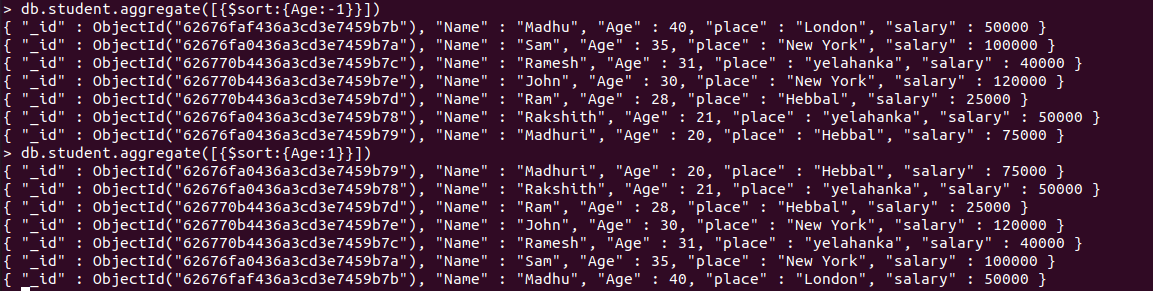 > db.student.aggregate([{$sort:{Age:-1}}])
{ "_id" : ObjectId("62676faf436a3cd3e7459b7b"), "Name" : "Madhu", "Age" : 40, "place" : "London", "salary" : 50000 }
{ "_id" : ObjectId("62676fa0436a3cd3e7459b7a"), "Name" : "Sam", "Age" : 35, "place" : "New York", "salary" : 100000 }
{ "_id" : ObjectId("626770b4436a3cd3e7459b7c"), "Name" : "Ramesh", "Age" : 31, "place" : "yelahanka", "salary" : 40000 }
{ "_id" : ObjectId("626770b4436a3cd3e7459b7e"), "Name" : "John", "Age" : 30, "place" : "New York", "salary" : 120000 }
{ "_id" : ObjectId("626770b4436a3cd3e7459b7d"), "Name" : "Ram", "Age" : 28, "place" : "Hebbal", "salary" : 25000 }
{ "_id" : ObjectId("62676fa0436a3cd3e7459b78"), "Name" : "Rakshith", "Age" : 21, "place" : "yelahanka", "salary" : 50000 }
{ "_id" : ObjectId("62676fa0436a3cd3e7459b79"), "Name" : "Madhuri", "Age" : 20, "place" : "Hebbal", "salary" : 75000 }
> db.student.aggregate([{$sort:{Age:1}}])
{ "_id" : ObjectId("62676fa0436a3cd3e7459b79"), "Name" : "Madhuri", "Age" : 20, "place" : "Hebbal", "salary" : 75000 }
{ "_id" : ObjectId("62676fa0436a3cd3e7459b78"), "Name" : "Rakshith", "Age" : 21, "place" : "yelahanka", "salary" : 50000 }
{ "_id" : ObjectId("626770b4436a3cd3e7459b7d"), "Name" : "Ram", "Age" : 28, "place" : "Hebbal", "salary" : 25000 }
{ "_id" : ObjectId("626770b4436a3cd3e7459b7e"), "Name" : "John", "Age" : 30, "place" : "New York", "salary" : 120000 }
{ "_id" : ObjectId("626770b4436a3cd3e7459b7c"), "Name" : "Ramesh", "Age" : 31, "place" : "yelahanka", "salary" : 40000 }
{ "_id" : ObjectId("62676fa0436a3cd3e7459b7a"), "Name" : "Sam", "Age" : 35, "place" : "New York", "salary" : 100000 }
{ "_id" : ObjectId("62676faf436a3cd3e7459b7b"), "Name" : "Madhu", "Age" : 40, "place" : "London", "salary" : 50000 }